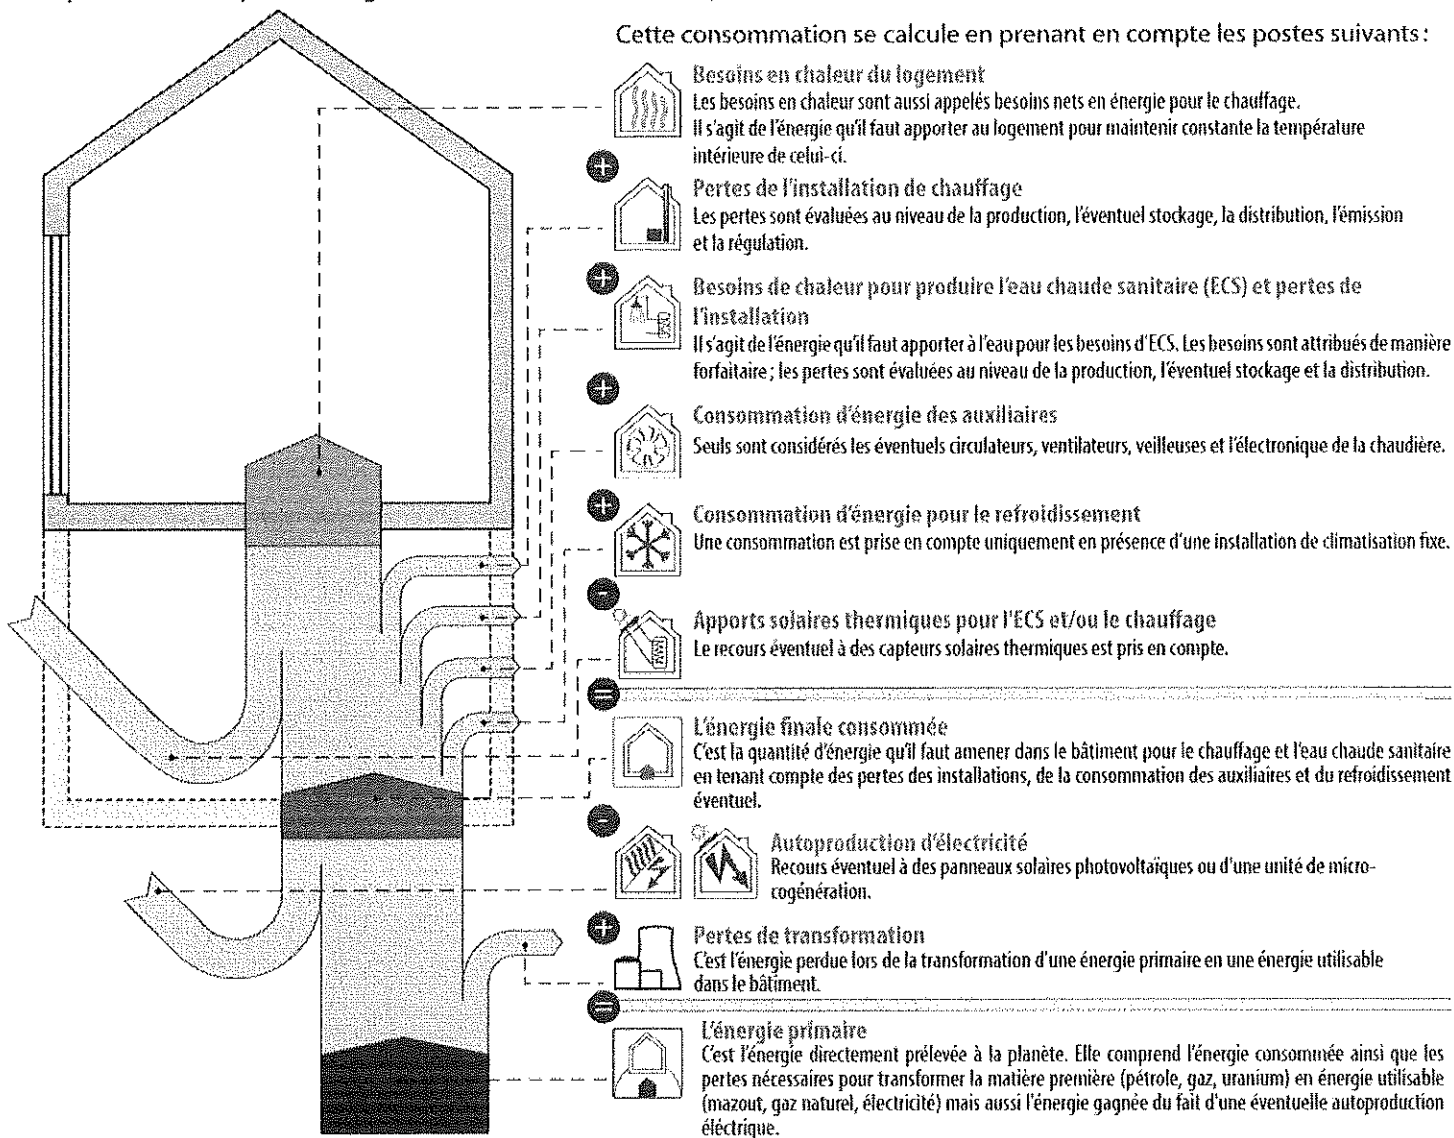 Cette consommation se calcule en prenant en compte les postes suivants :
Besoins en chaleur du logement
Les besoins en chaleur sont aussi appelés besoins nets en énergie pour le chauffage.
Il s'agit de l'énergie qu'il faut apporter au logement pour maintenir constante la température
intérieure de celui-ci.
+
Pertes de l'installation de chauffage
Les pertes sont évaluées au niveau de la production, l'éventuel stockage, la distribution, l'émission
et la régulation.
+
Besoins de chaleur pour produire l'eau chaude sanitaire (ECS) et pertes de
l'installation
Il s'agit de l'énergie qu'il faut apporter à l'eau pour les besoins d'ECS. Les besoins sont attribués de manière
forfaitaire ; les pertes sont évaluées au niveau de la production, l'éventuel stockage et la distribution.
+
Consommation d'énergie des auxiliaires
Seuls sont considérés les éventuels circulateurs, ventilateurs, veilleuses et l'électronique de la chaudière.
+
Consommation d'énergie pour le refroidissement
Une consommation est prise en compte uniquement en présence d'une installation de climatisation fixe.
-
Apports solaires thermiques pour l'ECS et/ou le chauffage
Le recours éventuel à des capteurs solaires thermiques est pris en compte.
=
L'énergie finale consommée
C'est la quantité d'énergie qu'il faut amener dans le bâtiment pour le chauffage et l'eau chaude sanitaire
en tenant compte des pertes des installations, de la consommation des auxiliaires et du refroidissement
éventuel.
-
Autoproduction d'électricité
Recours éventuel à des panneaux solaires photovoltaïques ou d'une unité de micro-
cogénération.
+
Pertes de transformation
C'est l'énergie perdue lors de la transformation d'une énergie primaire en une énergie utilisable
dans le bâtiment.
=
L'énergie primaire
C'est l'énergie directement prélevée à la planète. Elle comprend l'énergie consommée ainsi que les
pertes nécessaires pour transformer la matière première (pétrole, gaz, uranium) en énergie utilisable
(mazout, gaz naturel, électricité) mais aussi l'énergie gagnée du fait d'une éventuelle autoproduction
éléctrique.